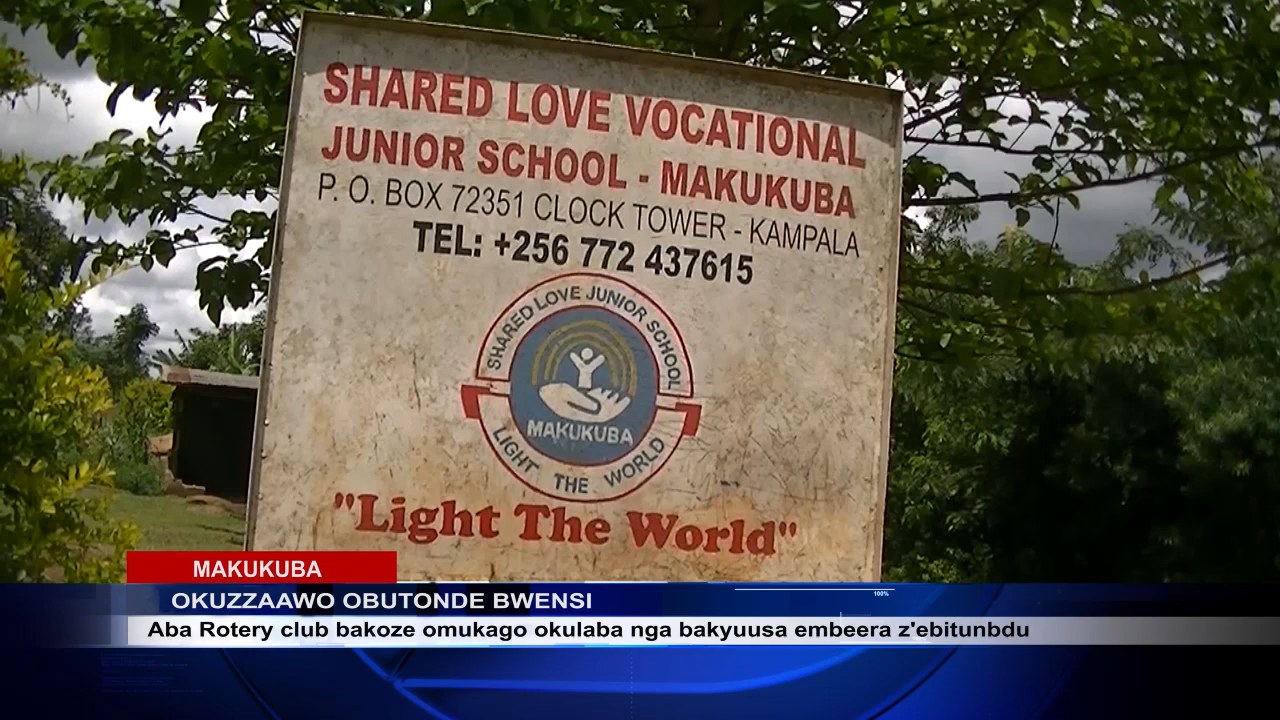 SHARED LOVE VOCATIONAL
JUNIOR SCHOOL - MAKUKUBA
P. O. BOX 72351 CLOCK TOWER - KAMPALA
TEL: +256 772 437615
SHARED LOVE JUNIOR SCHOOL
MAKUKUBA
LIGHT THE WORLD
"Light The World"
MAKUKUBA
OKUZZAAWO OBUTONDE BWENSI
100%
Aba Rotery club bakoze omukago okulaba nga bakyuusa embeera z'ebitunbdu